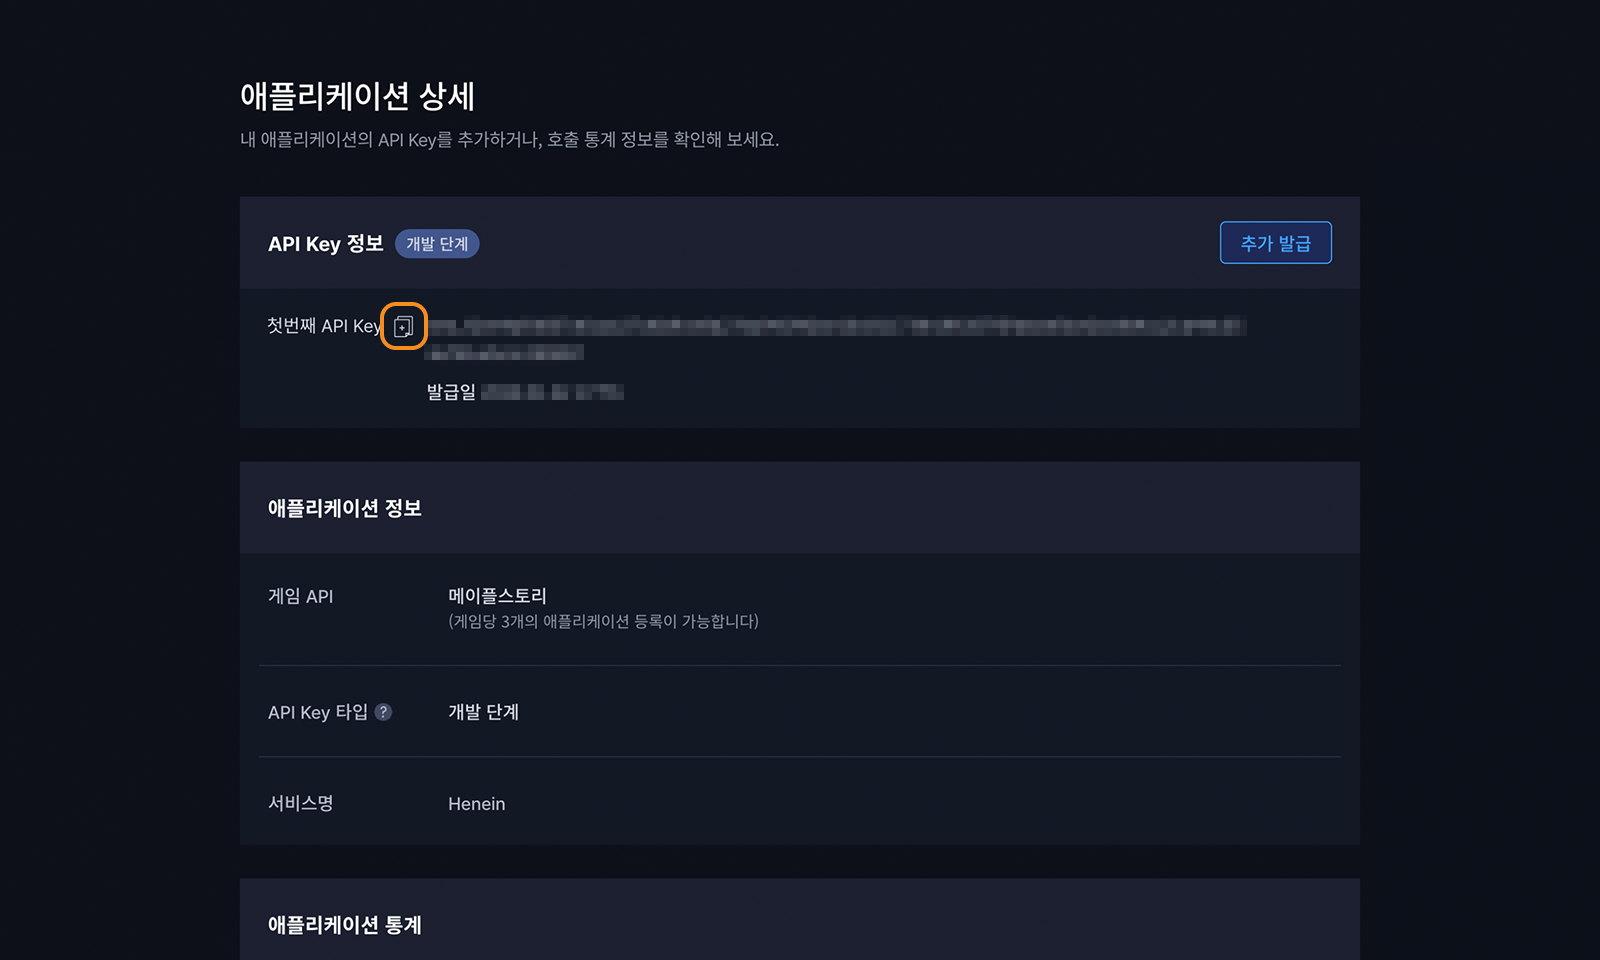 애플리케이션 상세
내 애플리케이션의 API Key를 추가하거나, 호출 통계 정보를 확인해 보세요.
API Key 정보 개발 단계
추가 발급
첫번째 API Key
발급일
애플리케이션 정보
게임 API 메이플스토리
(게임당 3개의 애플리케이션 등록이 가능합니다)
API Key 타입 ? 개발 단계
서비스명 Henein
애플리케이션 통계